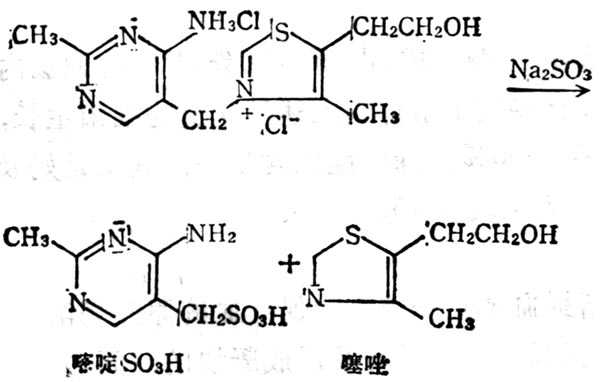 CH₃ N NH₃Cl S CH₂CH₂OH
N CH₂ N + Cl⁻ CH₃
Na₂SO₃
CH₃ N NH₂ + S CH₂CH₂OH
N CH₂SO₃H N CH₃
嘧啶SO₃H 噻唑